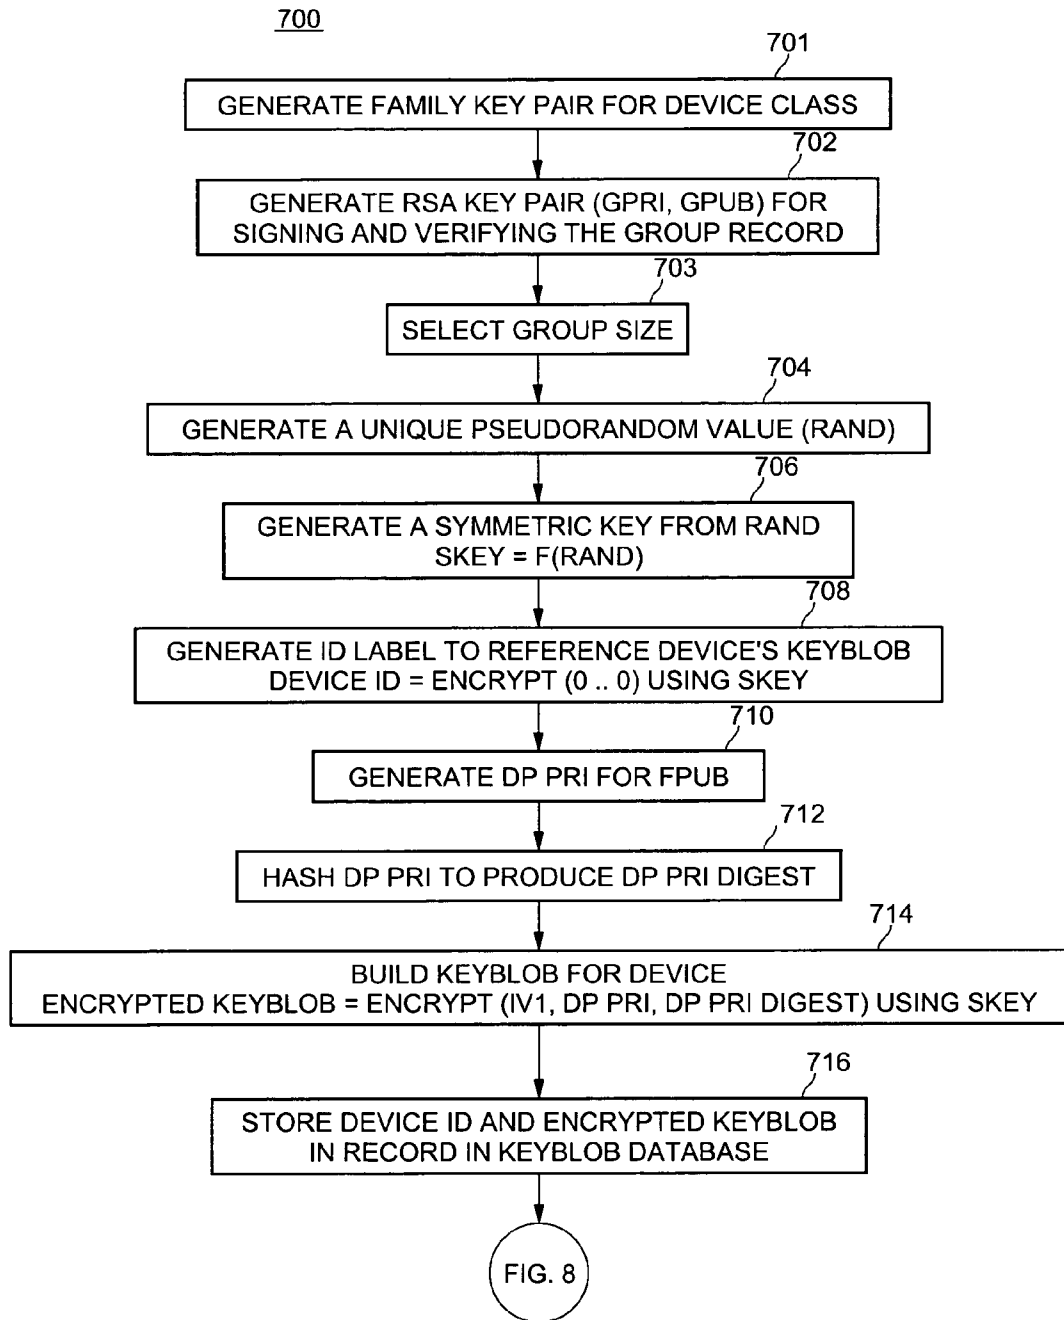 700
701
GENERATE FAMILY KEY PAIR FOR DEVICE CLASS
702
GENERATE RSA KEY PAIR (GPRI, GPUB) FOR
SIGNING AND VERIFYING THE GROUP RECORD
703
SELECT GROUP SIZE
704
GENERATE A UNIQUE PSEUDORANDOM VALUE (RAND)
706
GENERATE A SYMMETRIC KEY FROM RAND
SKEY = F(RAND)
708
GENERATE ID LABEL TO REFERENCE DEVICE'S KEYBLOB
DEVICE ID = ENCRYPT (0 .. 0) USING SKEY
710
GENERATE DP PRI FOR FPUB
712
HASH DP PRI TO PRODUCE DP PRI DIGEST
714
BUILD KEYBLOB FOR DEVICE
ENCRYPTED KEYBLOB = ENCRYPT (IV1, DP PRI, DP PRI DIGEST) USING SKEY
716
STORE DEVICE ID AND ENCRYPTED KEYBLOB
IN RECORD IN KEYBLOB DATABASE
FIG. 8